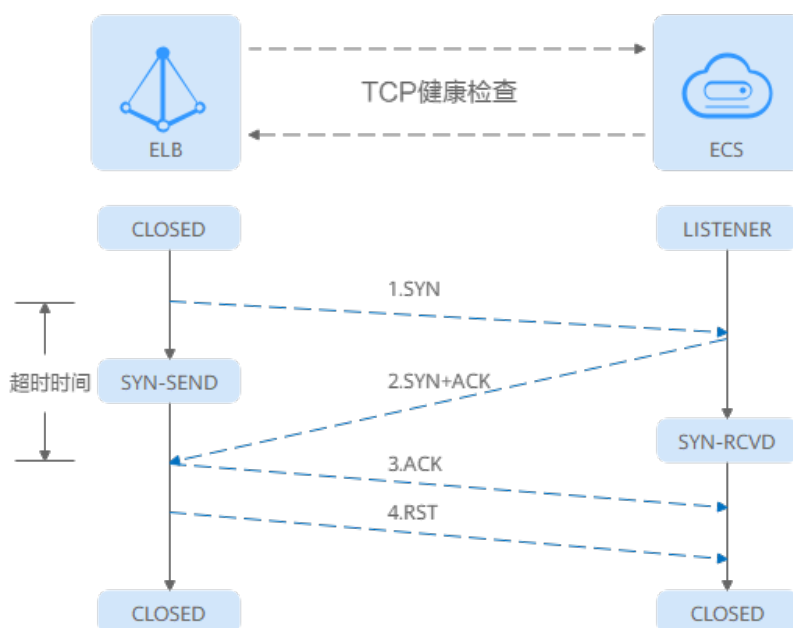 TCP健康检查
ELB
ECS
CLOSED
LISTENER
1.SYN
超时时间
SYN-SEND
2.SYN+ACK
SYN-RCVD
3.ACK
4.RST
CLOSED
CLOSED